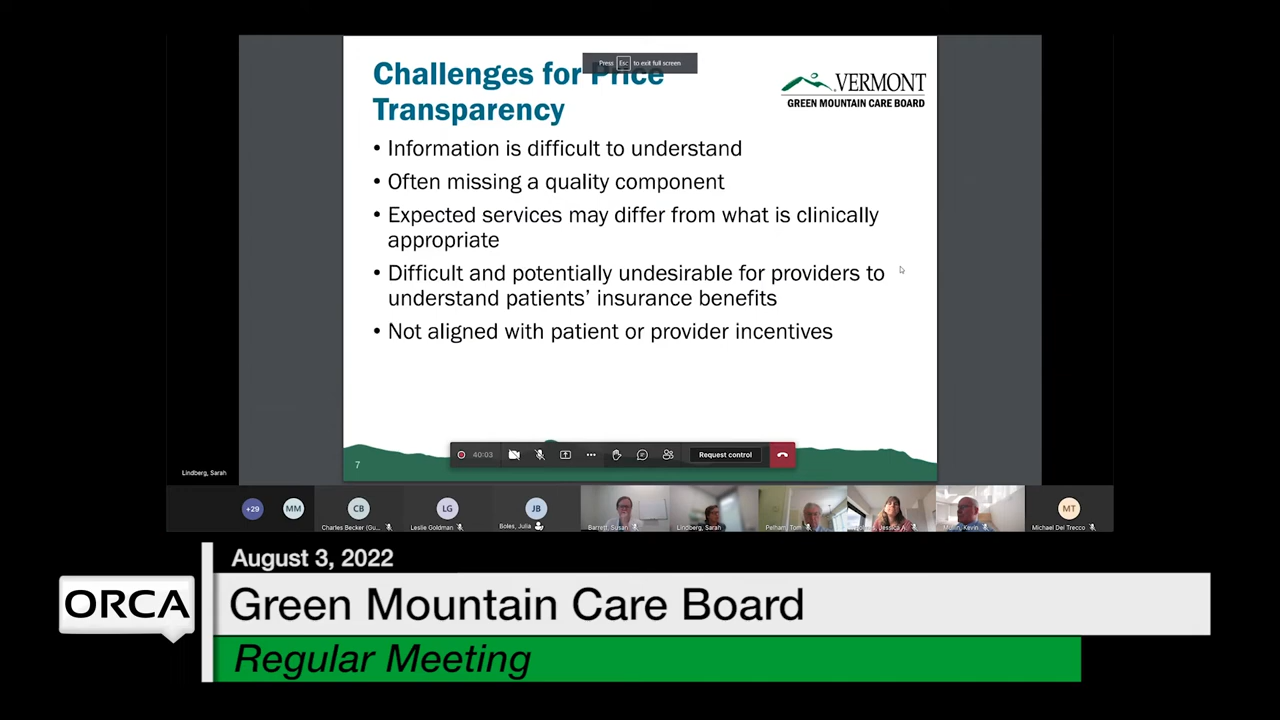 Press Esc to exit full screen
Challenges for Price
Transparency
VERMONT
GREEN MOUNTAIN CARE BOARD
• Information is difficult to understand
• Often missing a quality component
• Expected services may differ from what is clinically
appropriate
• Difficult and potentially undesirable for providers to
understand patients' insurance benefits
• Not aligned with patient or provider incentives
40:03
Request control
7
Lindberg, Sarah
+29
MM
CB
LG
JB
MT
Charles Becker (Gu...
Leslie Goldman
Boles, Julia
Barrett, Susan
Lindberg, Sarah
Pelham, Tom
Jessica A.
Mullin, Kevin
Michael Del Trecco
August 3, 2022
ORCA
Green Mountain Care Board
Regular Meeting